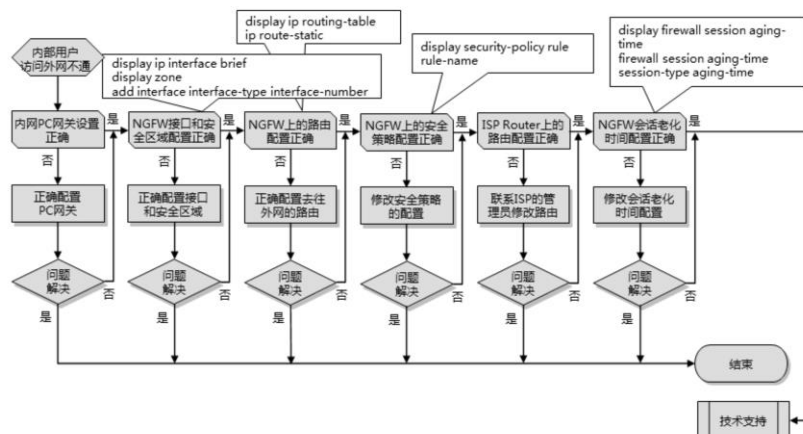 内部用户
访问外网不通
display ip interface brief
display zone
add interface interface-type interface-number
display ip routing-table
ip route-static
display security-policy rule
rule-name
display firewall session aging-
time
firewall session aging-time
session-type aging-time
内网PC网关设置
正确
是
NGFW接口和安
全区域配置正确
是
NGFW上的路由
配置正确
是
NGFW上的安全
策略配置正确
是
ISP Router上的
路由配置正确
是
NGFW会话老化
时间配置正确
是
否
否
否
否
否
否
正确配置
PC网关
正确配置接口
和安全区域
正确配置去往
外网的路由
修改安全策略
的配置
联系ISP的管
理员修改路由
修改会话老化
时间配置
问题
解决
否
问题
解决
否
问题
解决
否
问题
解决
否
问题
解决
否
问题
解决
否
是
是
是
是
是
是
结束
技术支持